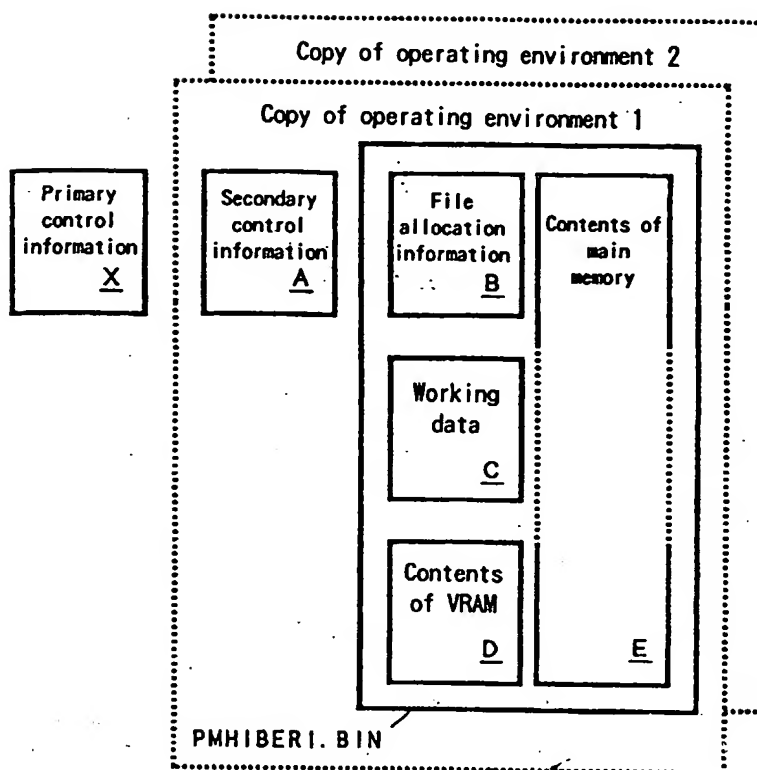 Copy of operating environment 2
Copy of operating environment 1
Primary
control
information
X
Secondary
control
information
A
File
allocation
information
B
Contents of
main
memory
Working
data
C
Contents
of VRAM
D
E
PMHIBER1.BIN